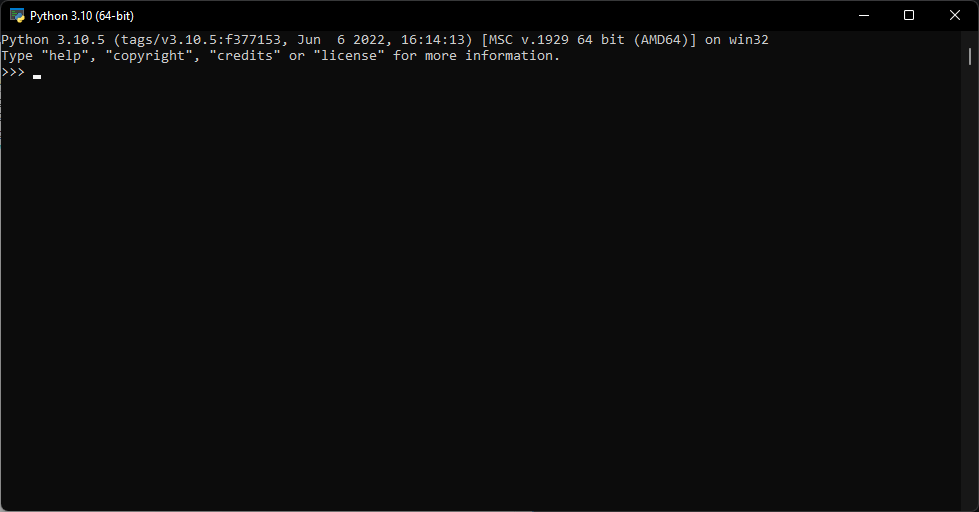 Python 3.10 (64-bit)
Python 3.10.5 (tags/v3.10.5:f377153, Jun  6 2022, 16:14:13) [MSC v.1929 64 bit (AMD64)] on win32
Type "help", "copyright", "credits" or "license" for more information.
>>>